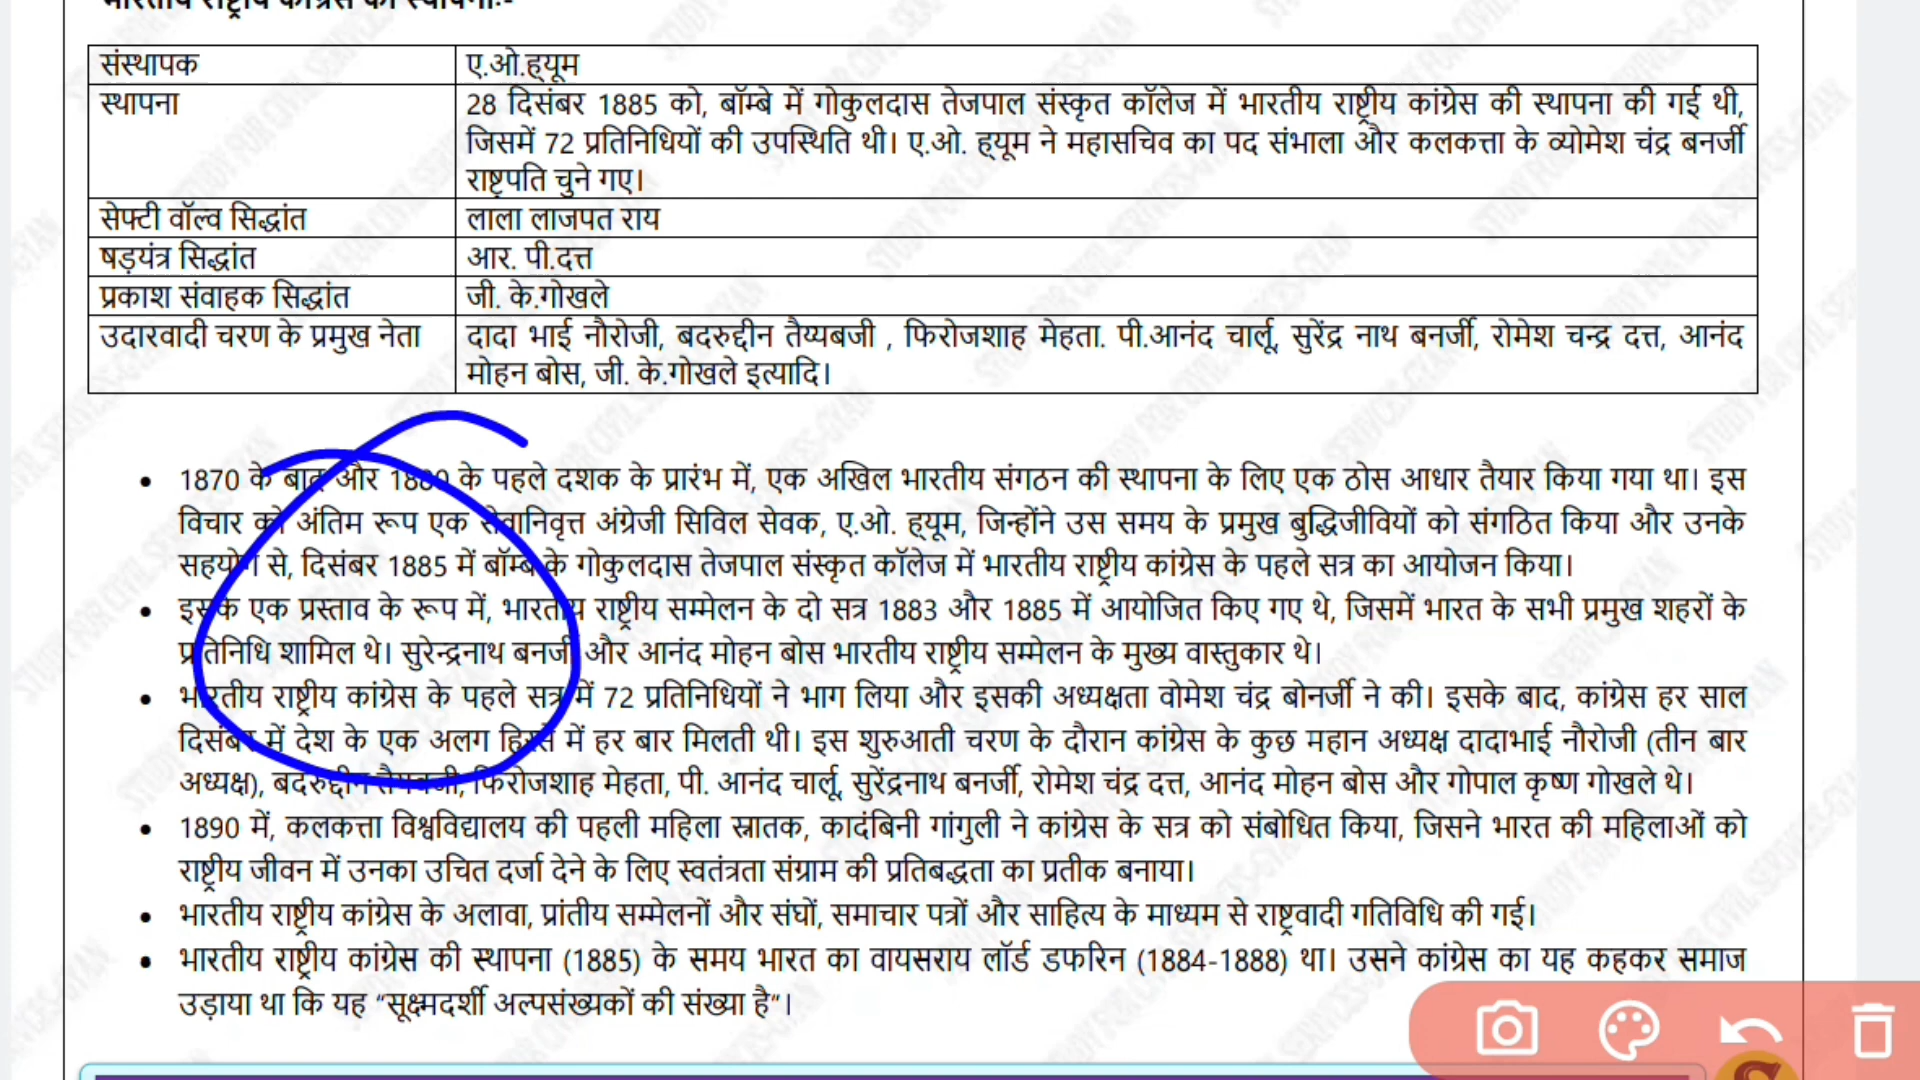 भारतीय राष्ट्रीय कांग्रेस की स्थापनाः-
संस्थापक ए.ओ.ह्यूम
स्थापना 28 दिसंबर 1885 को, बॉम्बे में गोकुलदास तेजपाल संस्कृत कॉलेज में भारतीय राष्ट्रीय कांग्रेस की स्थापना की गई थी,
जिसमें 72 प्रतिनिधियों की उपस्थिति थी। ए.ओ. ह्यूम ने महासचिव का पद संभाला और कलकत्ता के व्योमेश चंद्र बनर्जी
राष्ट्रपति चुने गए।
सेफ्टी वॉल्व सिद्धांत लाला लाजपत राय
षड़यंत्र सिद्धांत आर. पी.दत्त
प्रकाश संवाहक सिद्धांत जी. के.गोखले
उदारवादी चरण के प्रमुख नेता दादा भाई नौरोजी, बदरुद्दीन तैय्यबजी , फिरोजशाह मेहता. पी.आनंद चार्लू, सुरेंद्र नाथ बनर्जी, रोमेश चन्द्र दत्त, आनंद
मोहन बोस, जी. के.गोखले इत्यादि।
• 1870 के बाद और 1880 के पहले दशक के प्रारंभ में, एक अखिल भारतीय संगठन की स्थापना के लिए एक ठोस आधार तैयार किया गया था। इस
विचार को अंतिम रूप एक सेवानिवृत्त अंग्रेजी सिविल सेवक, ए.ओ. ह्यूम, जिन्होंने उस समय के प्रमुख बुद्धिजीवियों को संगठित किया और उनके
सहयोग से, दिसंबर 1885 में बॉम्बे के गोकुलदास तेजपाल संस्कृत कॉलेज में भारतीय राष्ट्रीय कांग्रेस के पहले सत्र का आयोजन किया।
• इसके एक प्रस्ताव के रूप में, भारतीय राष्ट्रीय सम्मेलन के दो सत्र 1883 और 1885 में आयोजित किए गए थे, जिसमें भारत के सभी प्रमुख शहरों के
प्रतिनिधि शामिल थे। सुरेन्द्रनाथ बनर्जी और आनंद मोहन बोस भारतीय राष्ट्रीय सम्मेलन के मुख्य वास्तुकार थे।
• भारतीय राष्ट्रीय कांग्रेस के पहले सत्र में 72 प्रतिनिधियों ने भाग लिया और इसकी अध्यक्षता वोमेश चंद्र बोनर्जी ने की। इसके बाद, कांग्रेस हर साल
दिसंबर में देश के एक अलग हिस्से में हर बार मिलती थी। इस शुरुआती चरण के दौरान कांग्रेस के कुछ महान अध्यक्ष दादाभाई नौरोजी (तीन बार
अध्यक्ष), बदरुद्दीन तैयबजी, फिरोजशाह मेहता, पी. आनंद चार्लू, सुरेंद्रनाथ बनर्जी, रोमेश चंद्र दत्त, आनंद मोहन बोस और गोपाल कृष्ण गोखले थे।
• 1890 में, कलकत्ता विश्वविद्यालय की पहली महिला स्नातक, कादंबिनी गांगुली ने कांग्रेस के सत्र को संबोधित किया, जिसने भारत की महिलाओं को
राष्ट्रीय जीवन में उनका उचित दर्जा देने के लिए स्वतंत्रता संग्राम की प्रतिबद्धता का प्रतीक बनाया।
• भारतीय राष्ट्रीय कांग्रेस के अलावा, प्रांतीय सम्मेलनों और संघों, समाचार पत्रों और साहित्य के माध्यम से राष्ट्रवादी गतिविधि की गई।
• भारतीय राष्ट्रीय कांग्रेस की स्थापना (1885) के समय भारत का वायसराय लॉर्ड डफरिन (1884-1888) था। उसने कांग्रेस का यह कहकर समाज
उड़ाया था कि यह “सूक्ष्मदर्शी अल्पसंख्यकों की संख्या है“।